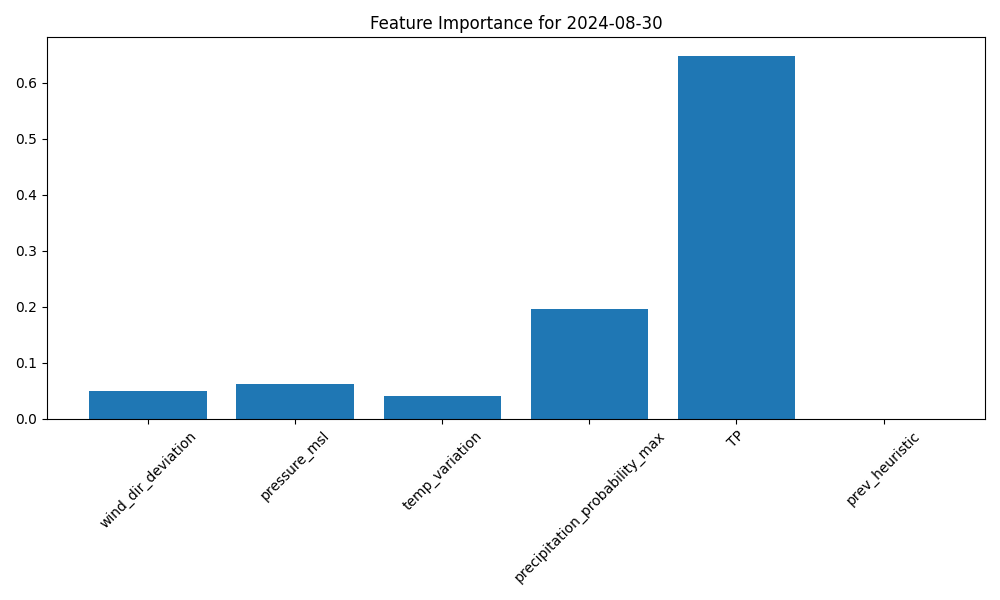 Feature Importance for 2024-08-30
0.6
0.5
0.4
0.3
0.2
0.1
0.0
wind_dir_deviation
pressure_msl
temp_variation
precipitation_probability_max
TP
prev_heuristic